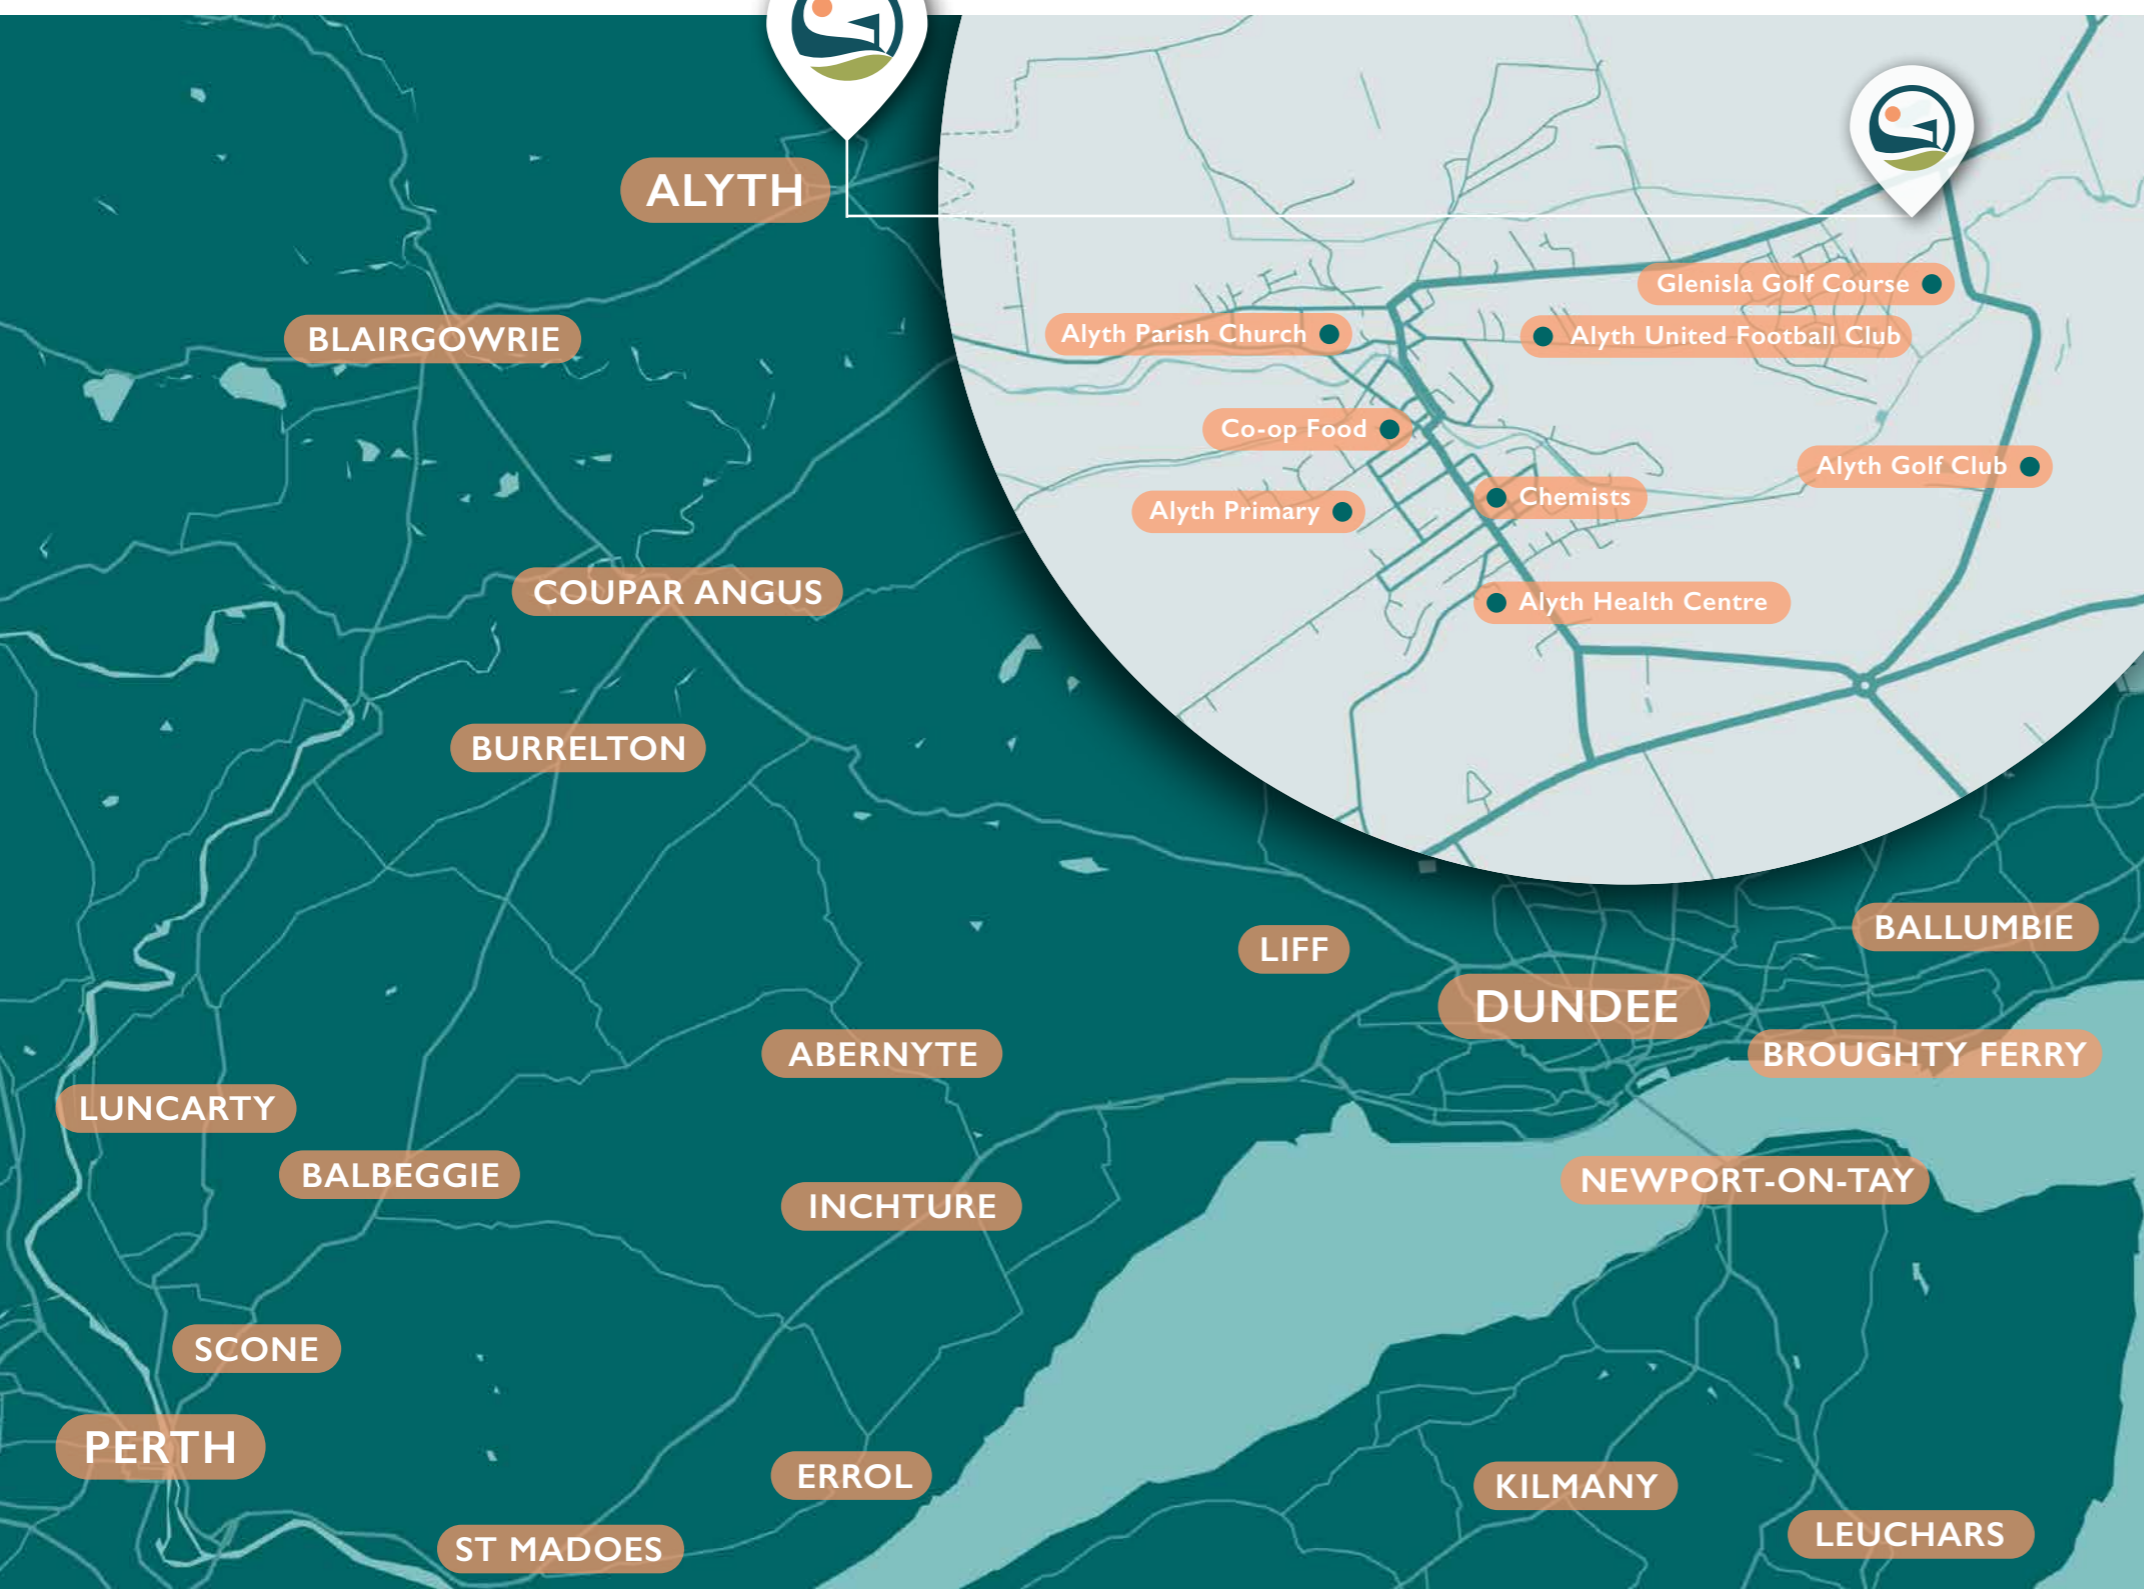 ALYTH
Glenisla Golf Course
Alyth Parish Church
Alyth United Football Club
BLAIRGOWRIE
Co-op Food
Alyth Golf Club
Chemists
Alyth Primary
COUPAR ANGUS
Alyth Health Centre
BURRELTON
BALLUMBIE
LIFF
DUNDEE
ABERNYTE
BROUGHTY FERRY
LUNCARTY
BALBEGGIE
NEWPORT-ON-TAY
INCHTURE
SCONE
PERTH
ERROL
KILMANY
LEUCHARS
ST MADOES